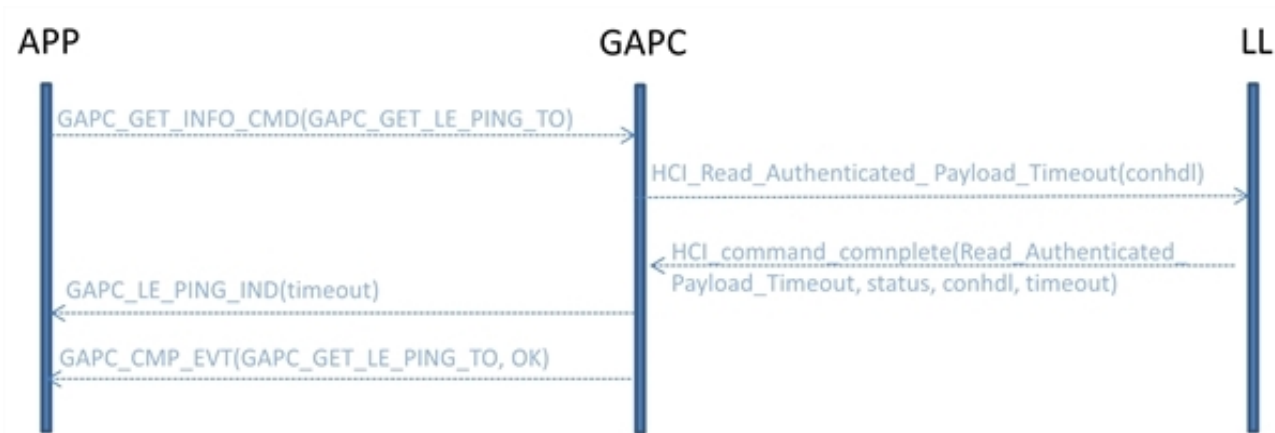 APP GAPC LL
GAPC_GET_INFO_CMD(GAPC_GET_LE_PING_TO)
HCI_Read_Authenticated_ Payload_Timeout(conhdl)
HCI_command_comnplete(Read_Authenticated_
Payload_Timeout, status, conhdl, timeout)
GAPC_LE_PING_IND(timeout)
GAPC_CMP_EVT(GAPC_GET_LE_PING_TO, OK)